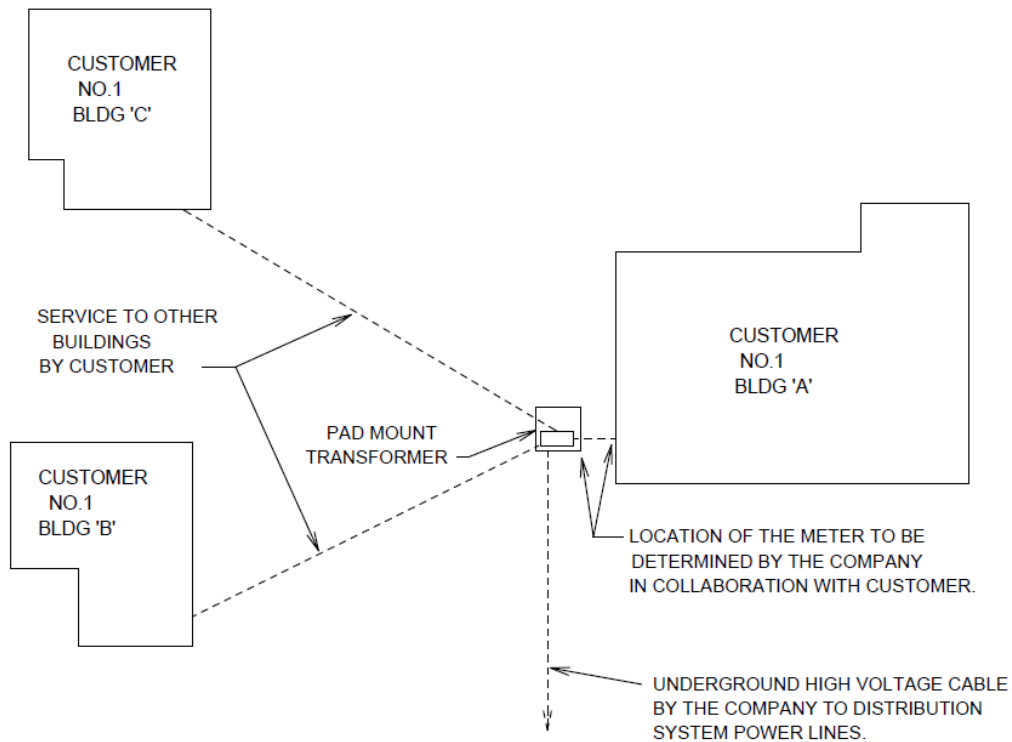 CUSTOMER
NO.1
BLDG 'C'
SERVICE TO OTHER
BUILDINGS
BY CUSTOMER
CUSTOMER
NO.1
BLDG 'A'
PAD MOUNT
TRANSFORMER
CUSTOMER
NO.1
BLDG 'B'
LOCATION OF THE METER TO BE
DETERMINED BY THE COMPANY
IN COLLABORATION WITH CUSTOMER.
UNDERGROUND HIGH VOLTAGE CABLE
BY THE COMPANY TO DISTRIBUTION
SYSTEM POWER LINES.